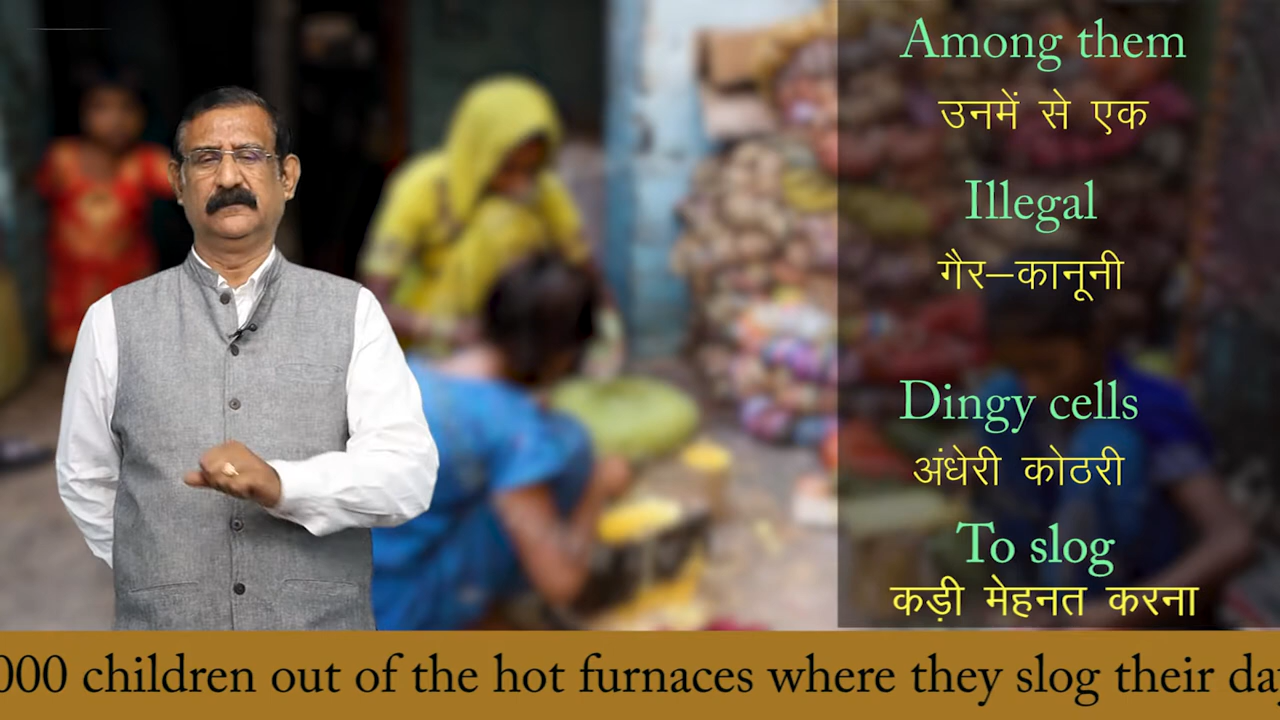 Among them
उनमें से एक
Illegal
गैर–कानूनी
Dingy cells
अंधेरी कोठरी
To slog
कड़ी मेहनत करना
000 children out of the hot furnaces where they slog their day